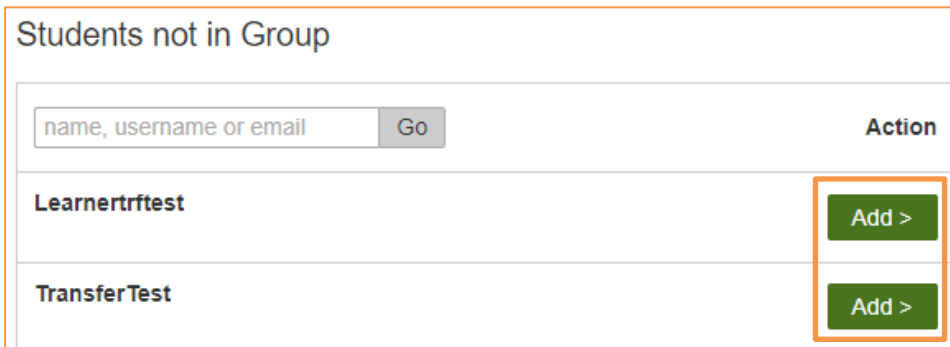 Students not in Group
name, username or email Go Action
Learnertrftest Add >
TransferTest Add >